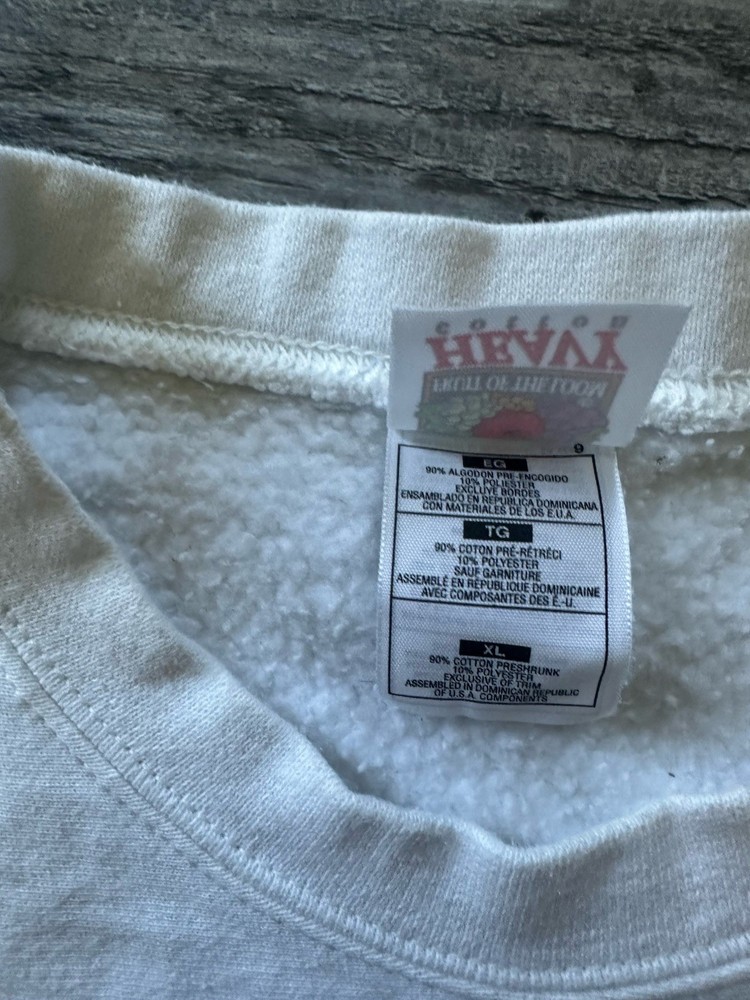 COTTON
HEAVY
FRUIT OF THE LOOM
9
EG
90% ALGODON PRE-ENCOGIDO
10% POLIESTER
EXCLUYE BORDES
ENSAMBLADO EN REPUBLICA DOMINICANA
CON MATERIALES DE LOS E.U.A.
TG
90% COTON PRÉ-RÉTRÉCI
10% POLYESTER
SAUF GARNITURE
ASSEMBLÉ EN RÉPUBLIQUE DOMINICAINE
AVEC COMPOSANTES DES É.-U.
XL
90% COTTON PRESHRUNK
10% POLYESTER
EXCLUSIVE OF TRIM
ASSEMBLED IN DOMINICAN REPUBLIC
OF U.S.A. COMPONENTS